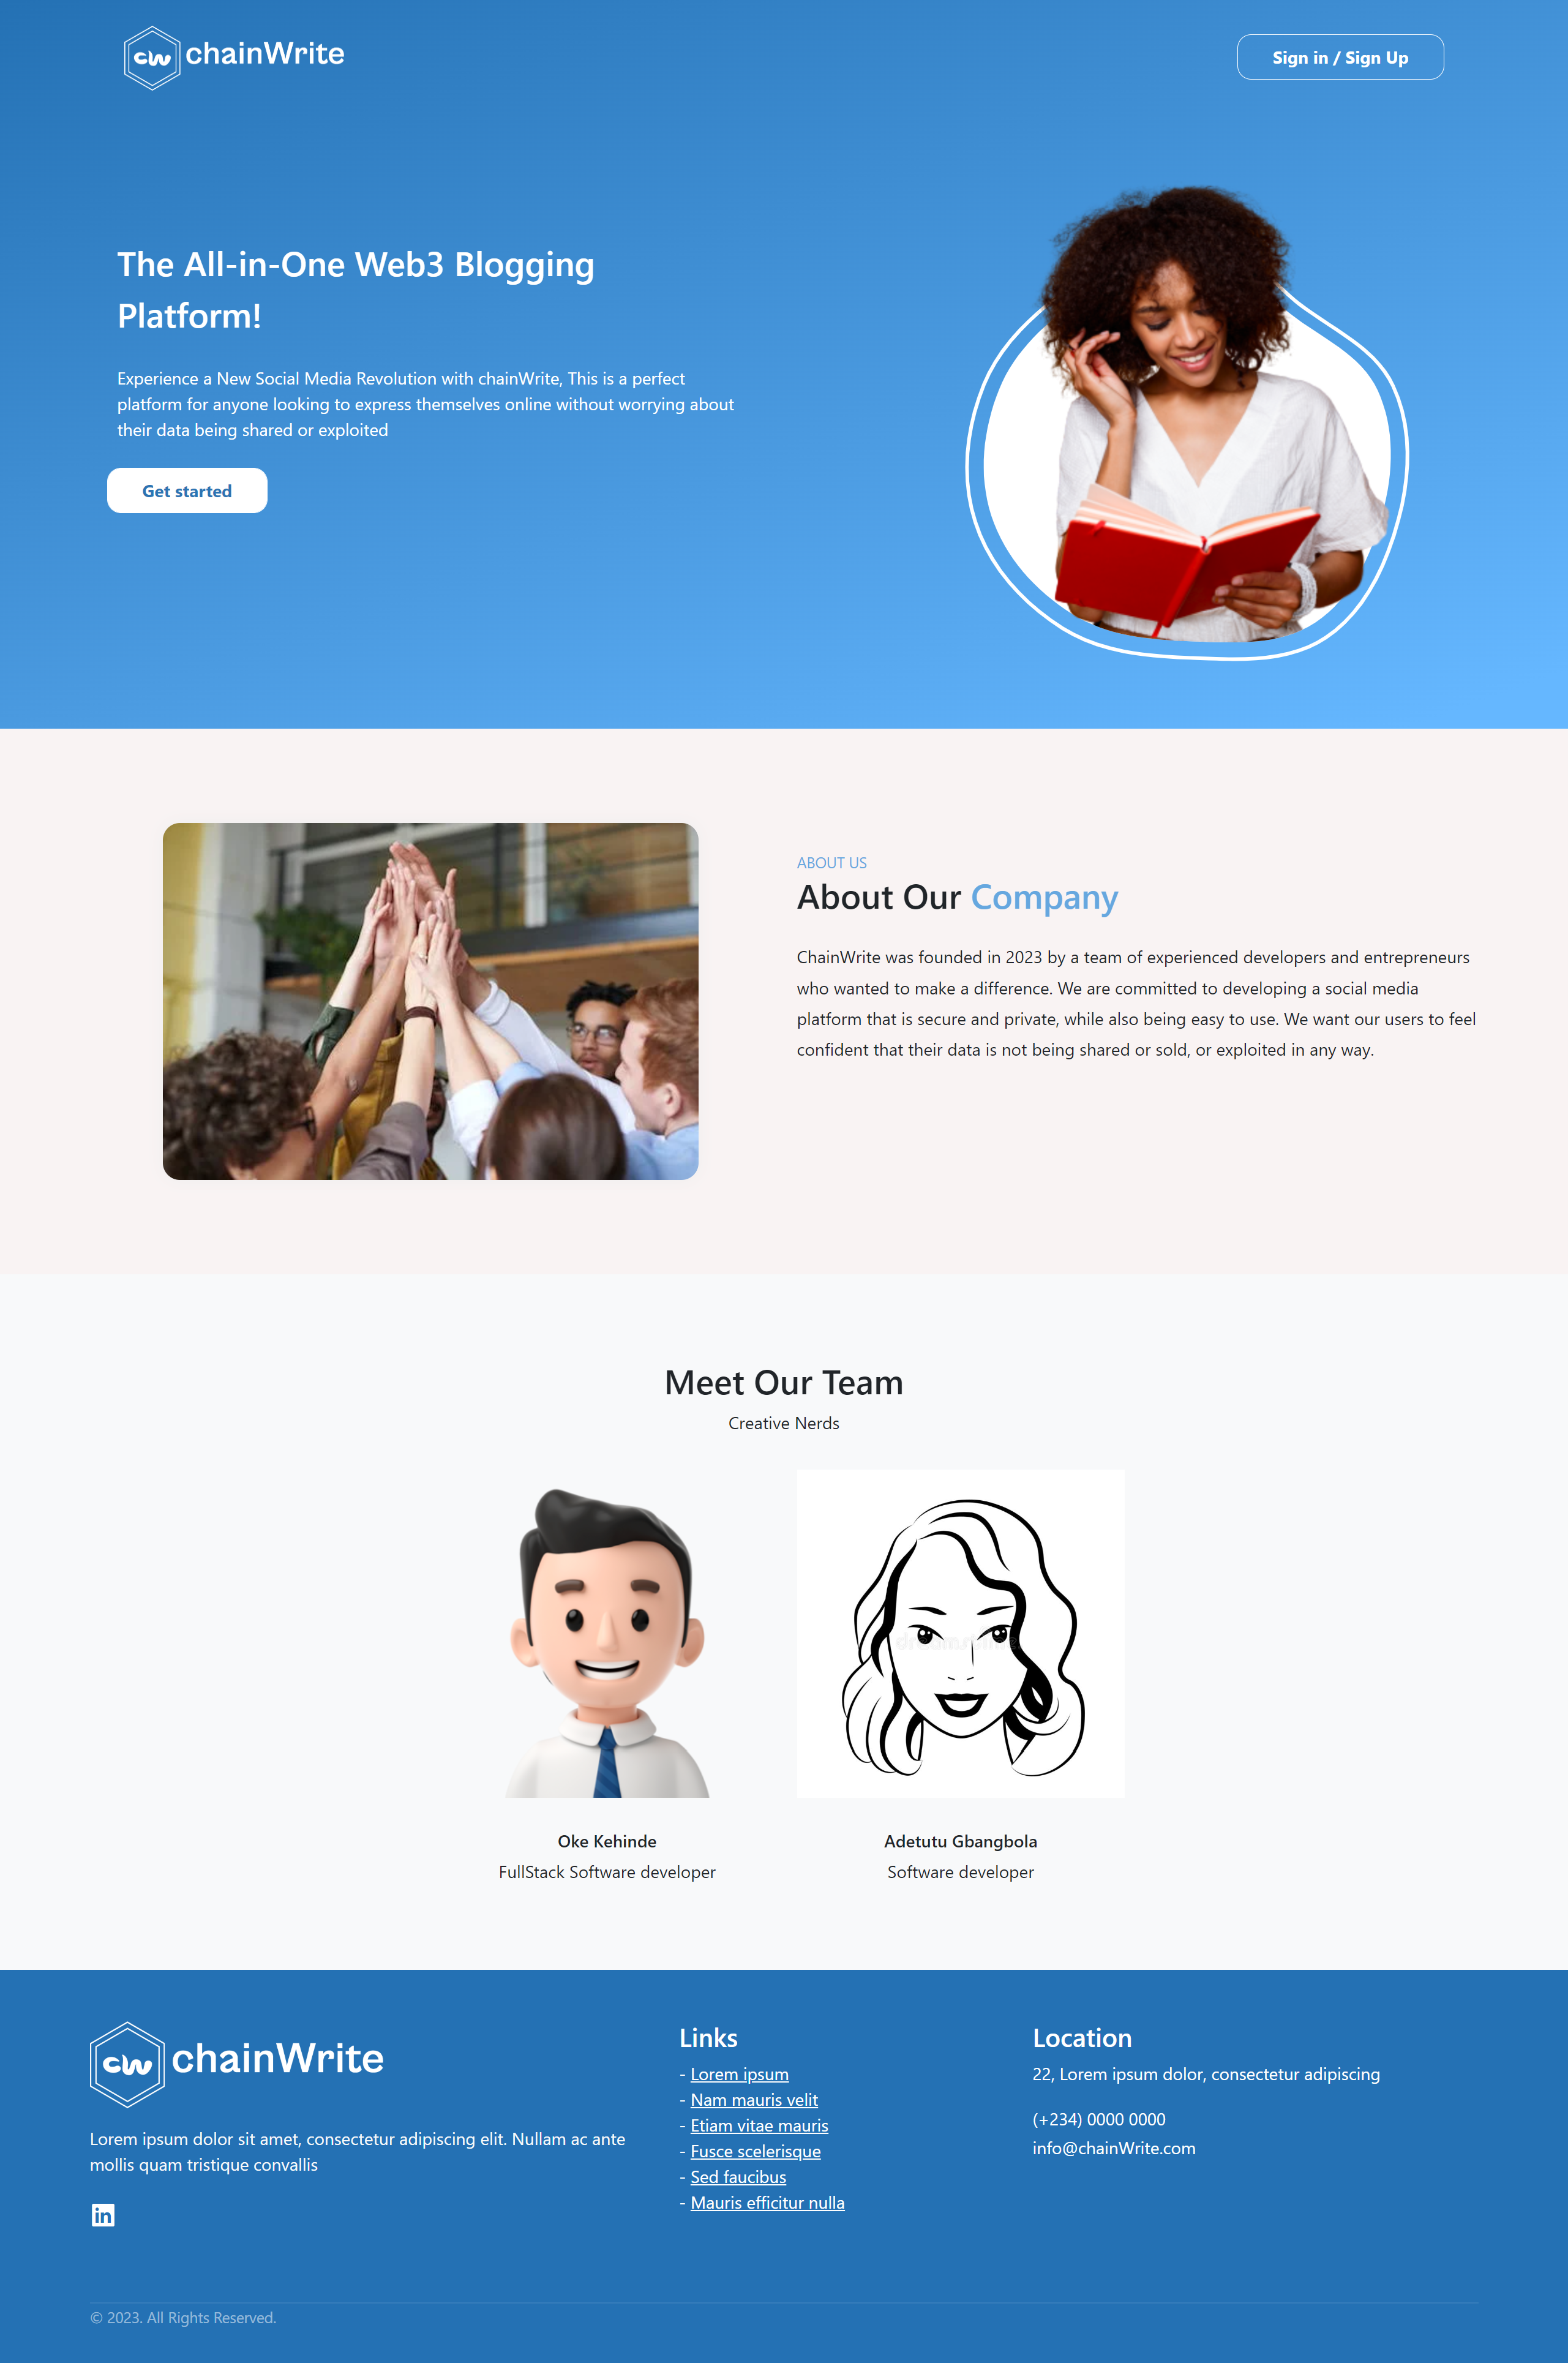 cw chainWrite
Sign in / Sign Up
The All-in-One Web3 Blogging
Platform!
Experience a New Social Media Revolution with chainWrite, This is a perfect
platform for anyone looking to express themselves online without worrying about
their data being shared or exploited
Get started
ABOUT US
About Our Company
ChainWrite was founded in 2023 by a team of experienced developers and entrepreneurs
who wanted to make a difference. We are committed to developing a social media
platform that is secure and private, while also being easy to use. We want our users to feel
confident that their data is not being shared or sold, or exploited in any way.
Meet Our Team
Creative Nerds
dreamstime
Oke Kehinde
FullStack Software developer
Adetutu Gbangbola
Software developer
cw chainWrite
Lorem ipsum dolor sit amet, consectetur adipiscing elit. Nullam ac ante
mollis quam tristique convallis
in
Links
- Lorem ipsum
- Nam mauris velit
- Etiam vitae mauris
- Fusce scelerisque
- Sed faucibus
- Mauris efficitur nulla
Location
22, Lorem ipsum dolor, consectetur adipiscing
(+234) 0000 0000
info@chainWrite.com
© 2023. All Rights Reserved.